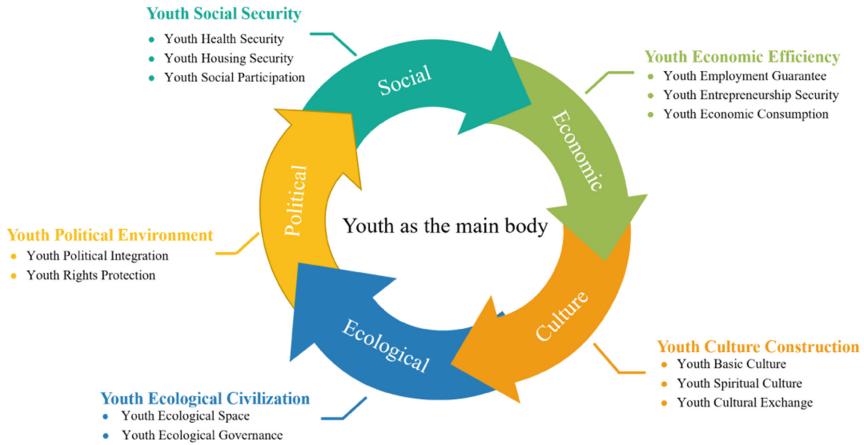 Youth Social Security
Youth Health Security
Youth Housing Security
Youth Social Participation
Social
Youth Economic Efficiency
Youth Employment Guarantee
Youth Entrepreneurship Security
Youth Economic Consumption
Economic
Political
Youth as the main body
Youth Political Environment
Youth Political Integration
Youth Rights Protection
Culture
Ecological
Youth Culture Construction
Youth Basic Culture
Youth Spiritual Culture
Youth Cultural Exchange
Youth Ecological Civilization
Youth Ecological Space
Youth Ecological Governance